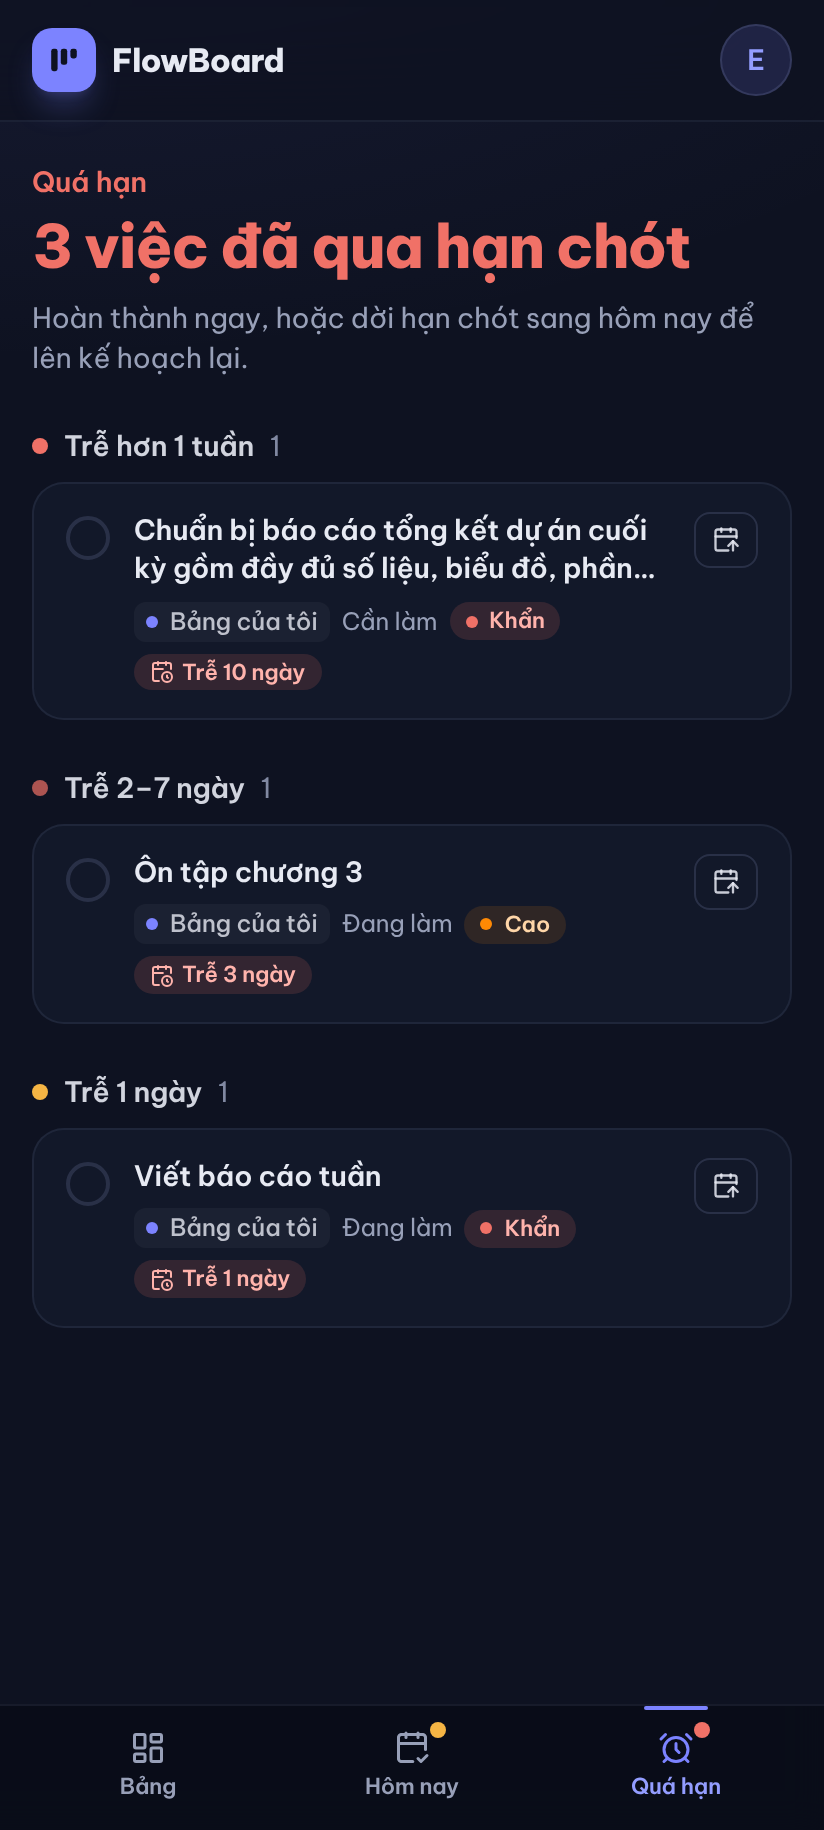 FlowBoard
E
Quá hạn
3 việc đã qua hạn chót
Hoàn thành ngay, hoặc dời hạn chót sang hôm nay để
lên kế hoạch lại.
Trễ hơn 1 tuần 1
Chuẩn bị báo cáo tổng kết dự án cuối
kỳ gồm đầy đủ số liệu, biểu đồ, phần...
Bảng của tôi Cần làm Khẩn
Trễ 10 ngày
Trễ 2–7 ngày 1
Ôn tập chương 3
Bảng của tôi Đang làm Cao
Trễ 3 ngày
Trễ 1 ngày 1
Viết báo cáo tuần
Bảng của tôi Đang làm Khẩn
Trễ 1 ngày
Bảng Hôm nay Quá hạn